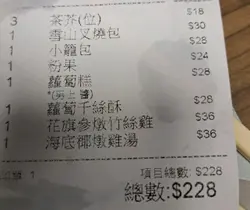 3 茶芥(位) $18
1 雪山叉燒包 $30
1 小籠包 $28
1 粉果 $24
1 蘿蔔糕 $28
*(另上醬)
1 蘿蔔千絲酥 $28
1 花旗參燉竹絲雞 $36
1 海底椰燉雞湯 $36
項目總數: $228
總數:$228